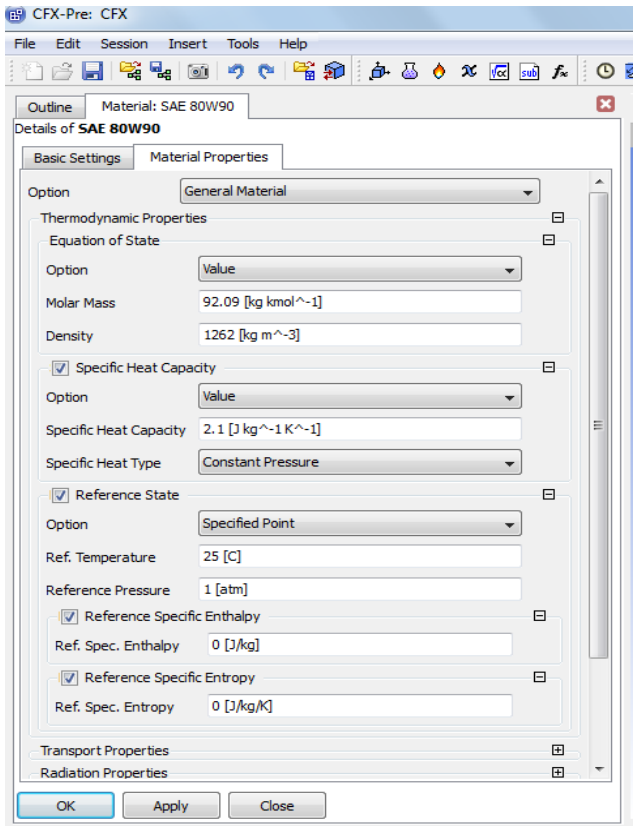 CFX-Pre: CFX
File Edit Session Insert Tools Help
Outline Material: SAE 80W90
Details of SAE 80W90
Basic Settings Material Properties
Option General Material
Thermodynamic Properties
Equation of State
Option Value
Molar Mass 92.09 [kg kmol^-1]
Density 1262 [kg m^-3]
Specific Heat Capacity
Option Value
Specific Heat Capacity 2.1 [J kg^-1 K^-1]
Specific Heat Type Constant Pressure
Reference State
Option Specified Point
Ref. Temperature 25 [C]
Reference Pressure 1 [atm]
Reference Specific Enthalpy
Ref. Spec. Enthalpy 0 [J/kg]
Reference Specific Entropy
Ref. Spec. Entropy 0 [J/kg/K]
Transport Properties
Radiation Properties
OK Apply Close